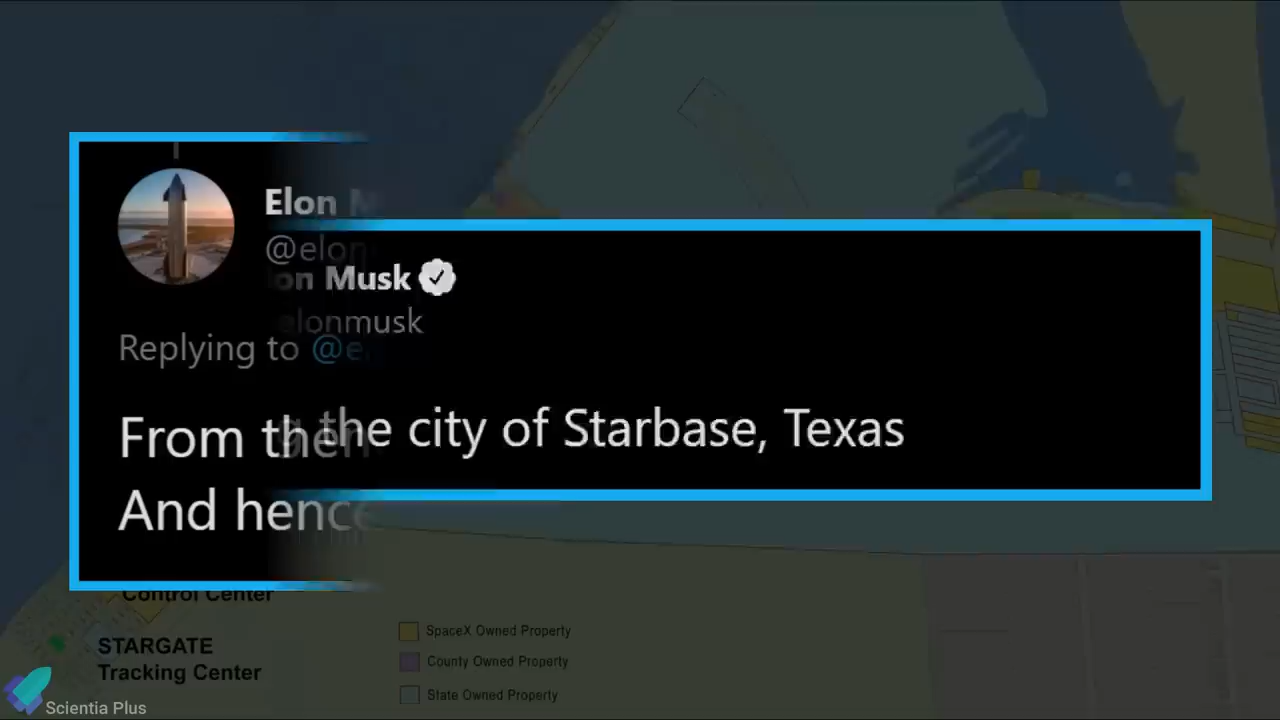 Elon M
@elon
on Musk
elonmusk
Replying to @e
From then
g the city of Starbase, Texas
And hence
Control Center
STARGATE
Tracking Center
SpaceX Owned Property
County Owned Property
State Owned Property
Scientia Plus